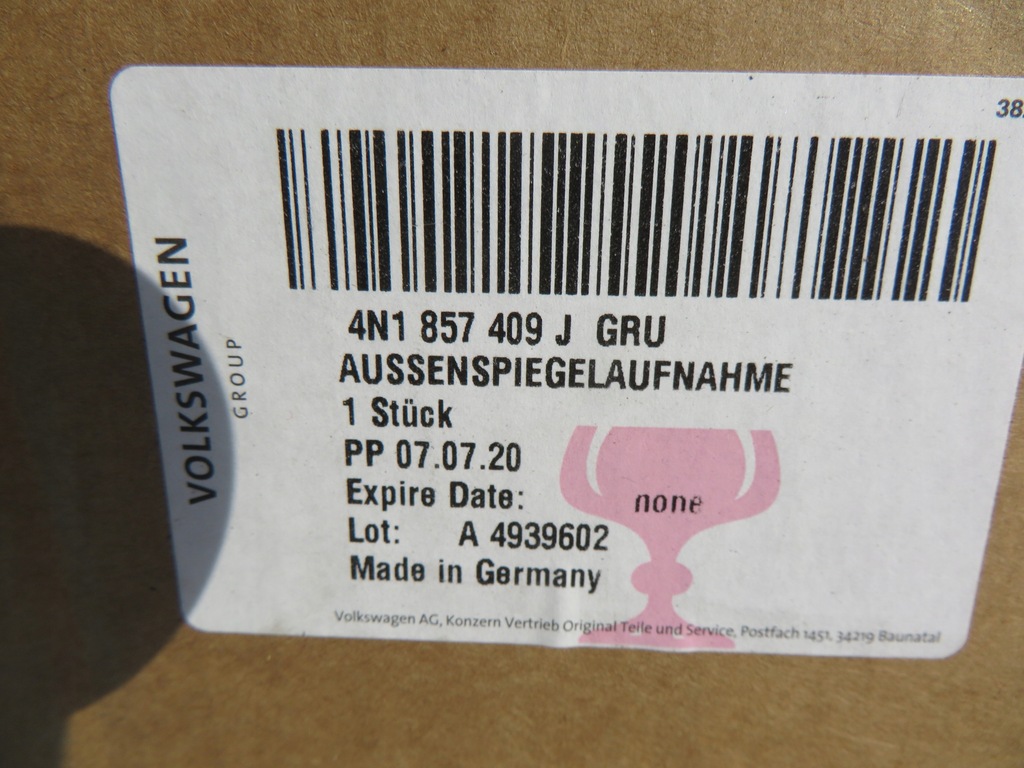 VOLKSWAGEN
GROUP
4N1 857 409 J GRU
AUSSENSPIEGELAUFNAHME
1 Stück
PP 07.07.20
Expire Date: none
Lot: A 4939602
Made in Germany
Volkswagen AG, Konzern Vertrieb Original Teile und Service, Postfach 1451, 34219 Baunatal